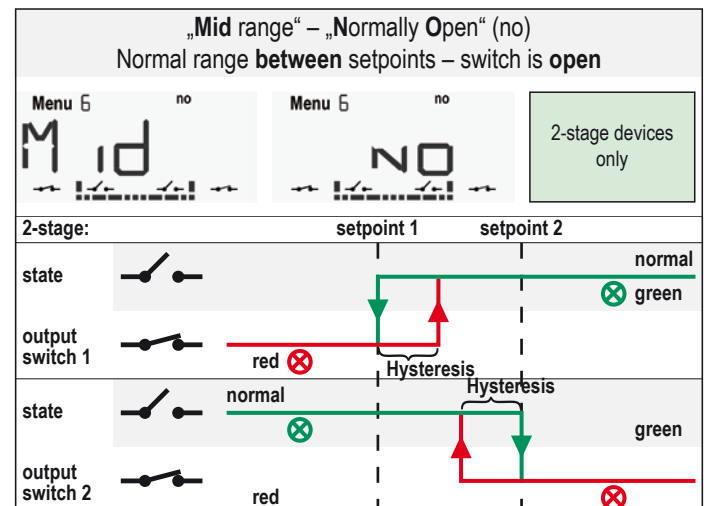 „Mid range“ – „Normally Open“ (no)
Normal range between setpoints – switch is open
Menu 6 no
Mid
Menu 6 no
NO
2-stage devices
only
2-stage: setpoint 1 setpoint 2
normal
state
green
output
switch 1
red
Hysteresis
Hysteresis
normal
state
green
output
switch 2
red